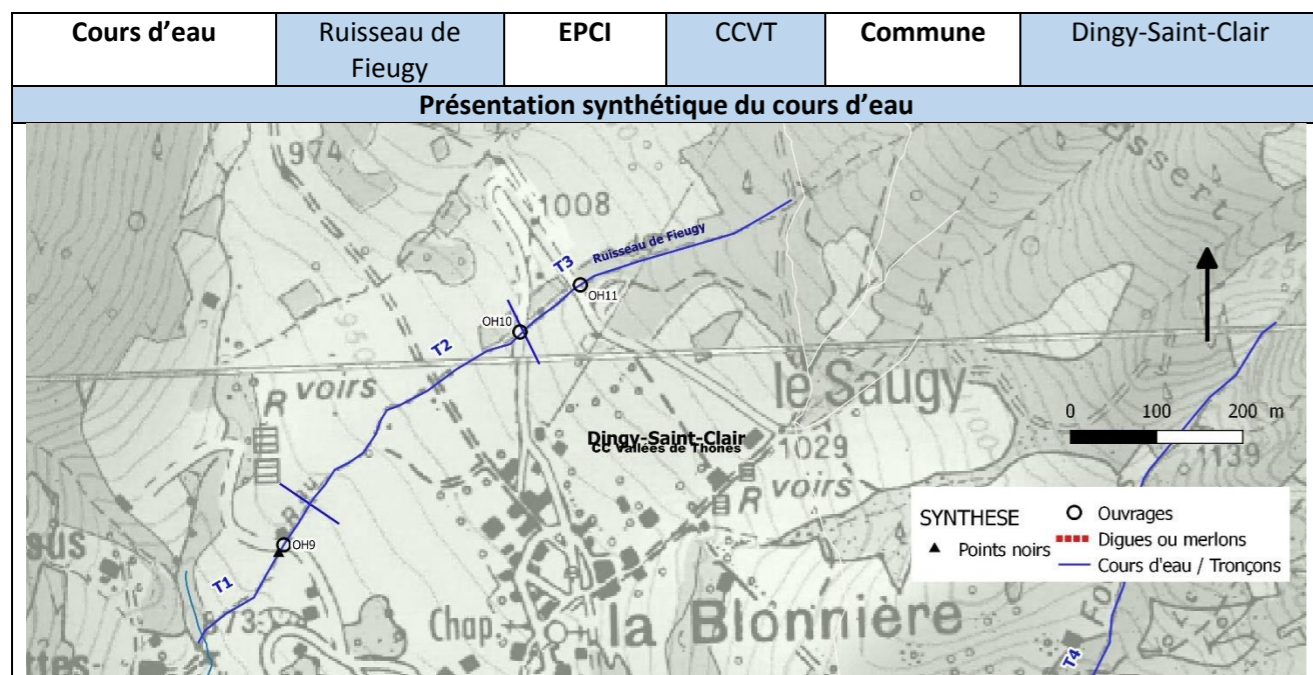 Cours d’eau
Ruisseau de
Fieugy
EPCI
CCVT
Commune
Dingy-Saint-Clair
Présentation synthétique du cours d’eau
974
1008
Ruisseau de Fieugy
T3
OH11
OH10
T2
950
R voirs
le Saugy
Dingy-Saint-Clair
CC Vallées de Thônes
1029
R voirs
0 100 200 m
1139
SYNTHESE
Points noirs
Ouvrages
Digues ou merlons
Cours d'eau / Tronçons
OH9
T1
873
Chap.
la Blonnière
T4